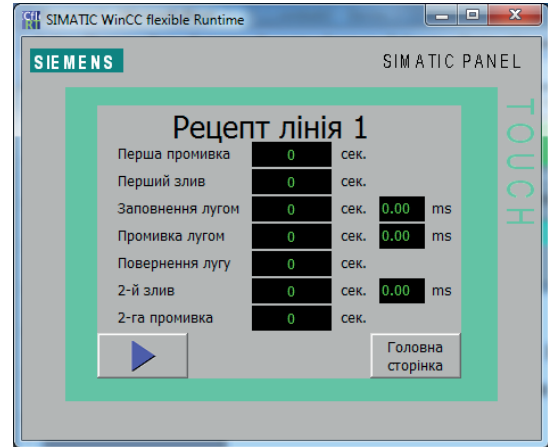 SIMATIC WinCC flexible Runtime
SIEMENS SIMATIC PANEL
TOUCH
Рецепт лінія 1
Перша промивка 0 сек.
Перший злив 0 сек.
Заповнення лугом 0 сек. 0.00 ms
Промивка лугом 0 сек. 0.00 ms
Повернення лугу 0 сек.
2-й злив 0 сек. 0.00 ms
2-га промивка 0 сек.
Головна
сторінка